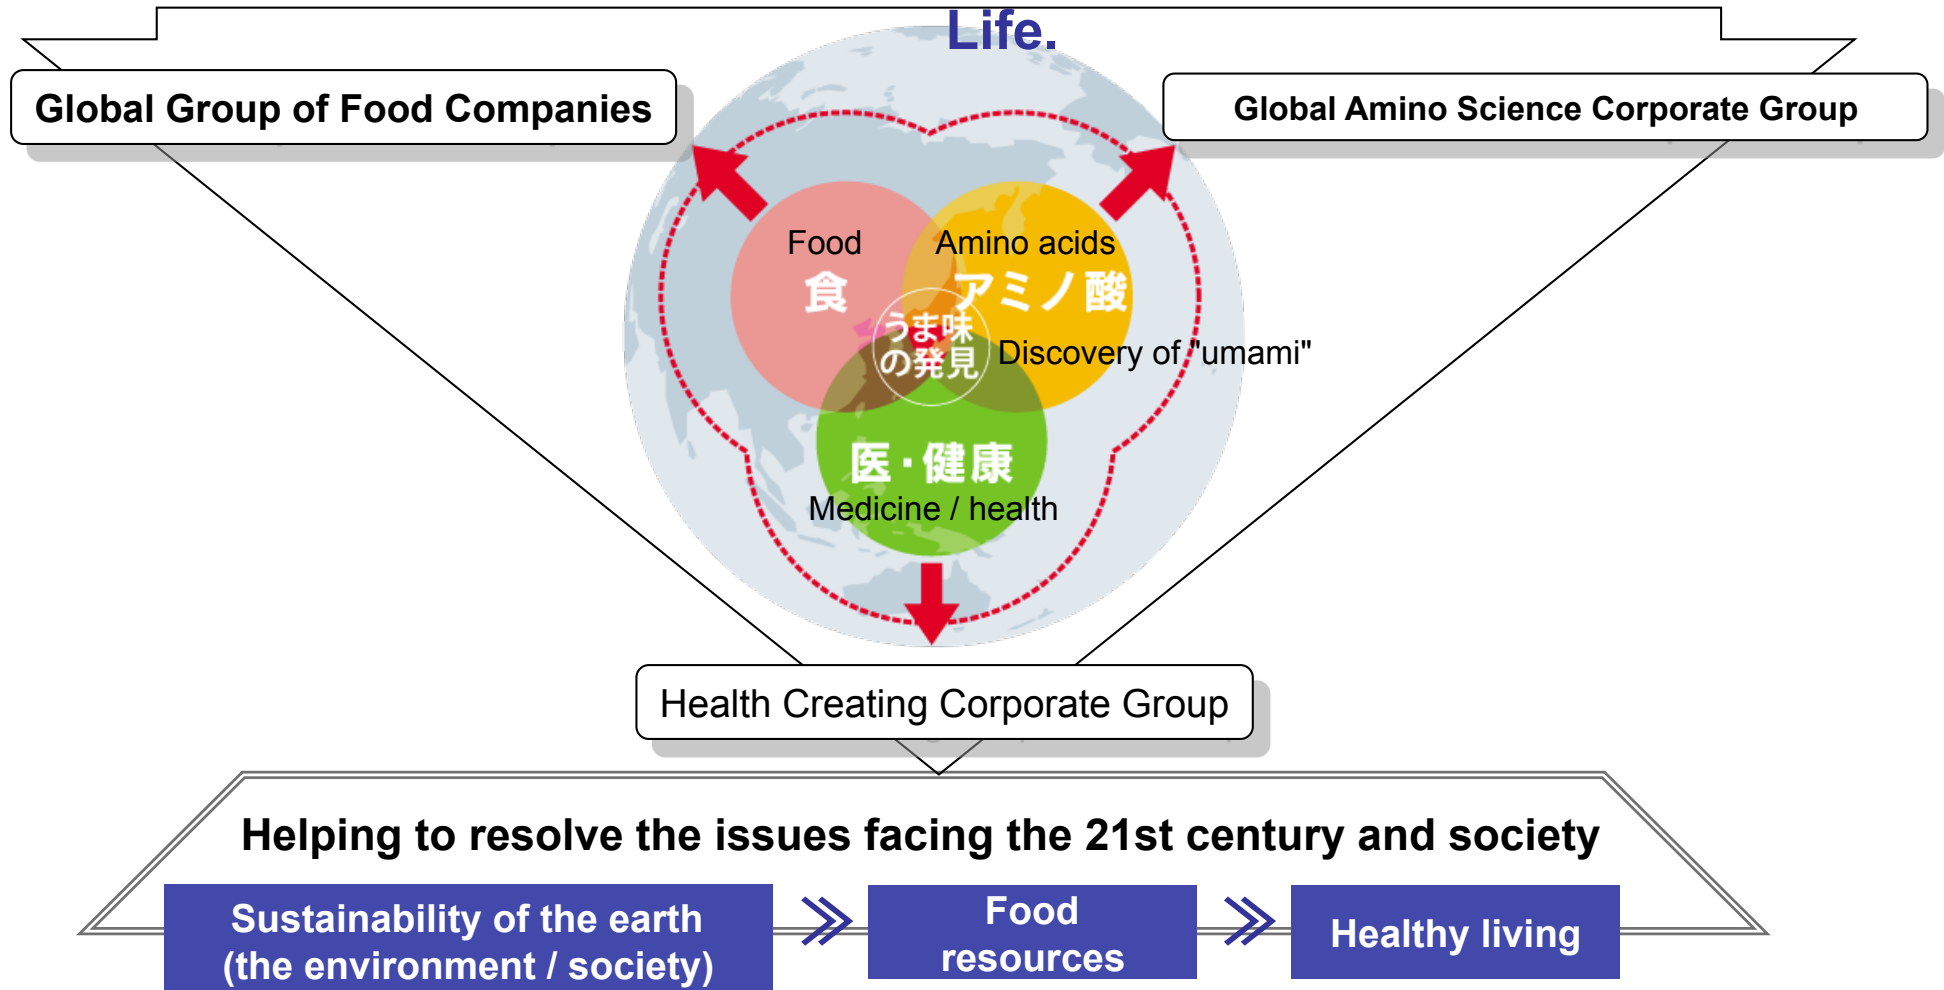 Life.
Global Group of Food Companies
Global Amino Science Corporate Group
Food
Amino acids
食
アミノ酸
うま味
の発見
Discovery of "umami"
医・健康
Medicine / health
Health Creating Corporate Group
Helping to resolve the issues facing the 21st century and society
Sustainability of the earth
(the environment / society)
Food
resources
Healthy living